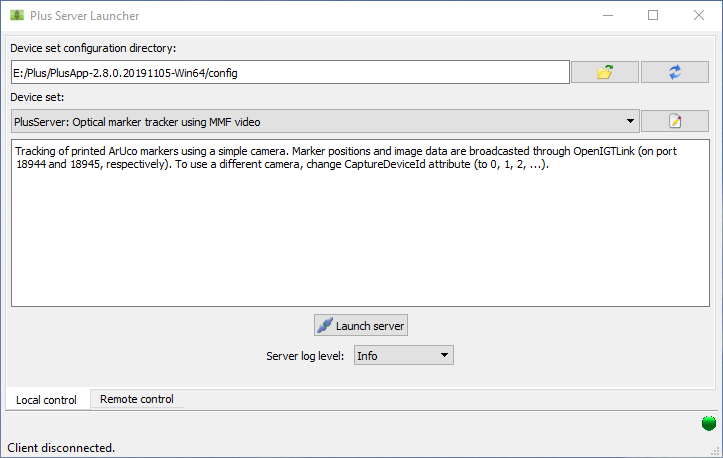 Plus Server Launcher
Device set configuration directory:
E:/Plus/PlusApp-2.8.0.20191105-Win64/config
Device set:
PlusServer: Optical marker tracker using MMF video
Tracking of printed ArUco markers using a simple camera. Marker positions and image data are broadcasted through OpenIGTLink (on port
18944 and 18945, respectively). To use a different camera, change CaptureDeviceId attribute (to 0, 1, 2, ...).
Launch server
Server log level: Info
Local control Remote control
Client disconnected.